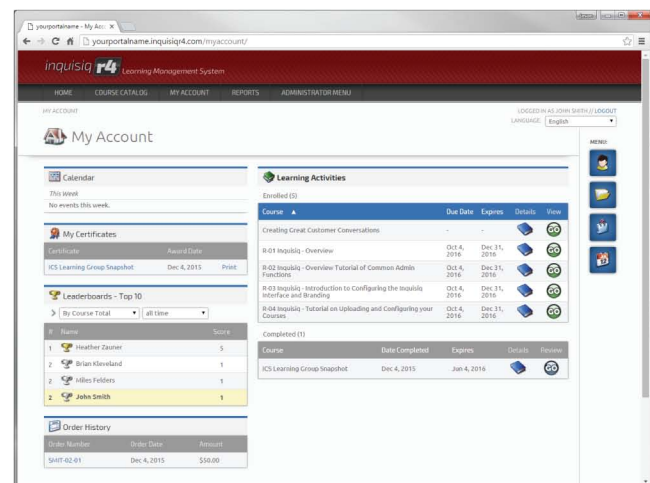 yourportalname - My Acc
yourportalname.inquisiqr4.com/myaccount/
inquisiq r4 Learning Management System
HOME COURSE CATALOG MY ACCOUNT REPORTS ADMINISTRATOR MENU
MY ACCOUNT
LOGGED IN AS JOHN SMITH // LOGOUT
LANGUAGE English
My Account
MENU:
Calendar
This Week
No events this week.
My Certificates
Certificate Award Date
ICS Learning Group Snapshot Dec 4, 2015 Print
Leaderboards - Top 10
By Course Total all time
# Name Score
1 Heather Zauner 5
2 Brian Kleveland 1
2 Miles Felders 1
2 John Smith 1
Order History
Order Number Order Date Amount
SMIT-02-01 Dec 4, 2015 $50.00
Learning Activities
Enrolled (5)
Course Due Date Expires Details View
Creating Great Customer Conversations - - GO
R-01 Inquisiq - Overview Oct 4, 2016 Dec 31, 2016 GO
R-02 Inquisiq - Overview Tutorial of Common Admin Functions Oct 4, 2016 Dec 31, 2016 GO
R-03 Inquisiq - Introduction to Configuring the Inquisiq Interface and Branding Oct 4, 2016 Dec 31, 2016 GO
R-04 Inquisiq - Tutorial on Uploading and Configuring your Courses Oct 4, 2016 Dec 31, 2016 GO
Completed (1)
Course Date Completed Expires Details Review
ICS Learning Group Snapshot Dec 4, 2015 Jun 4, 2016 GO